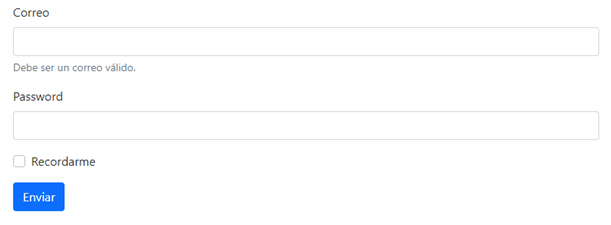 Correo
Debe ser un correo válido.
Password
Recordarme
Enviar